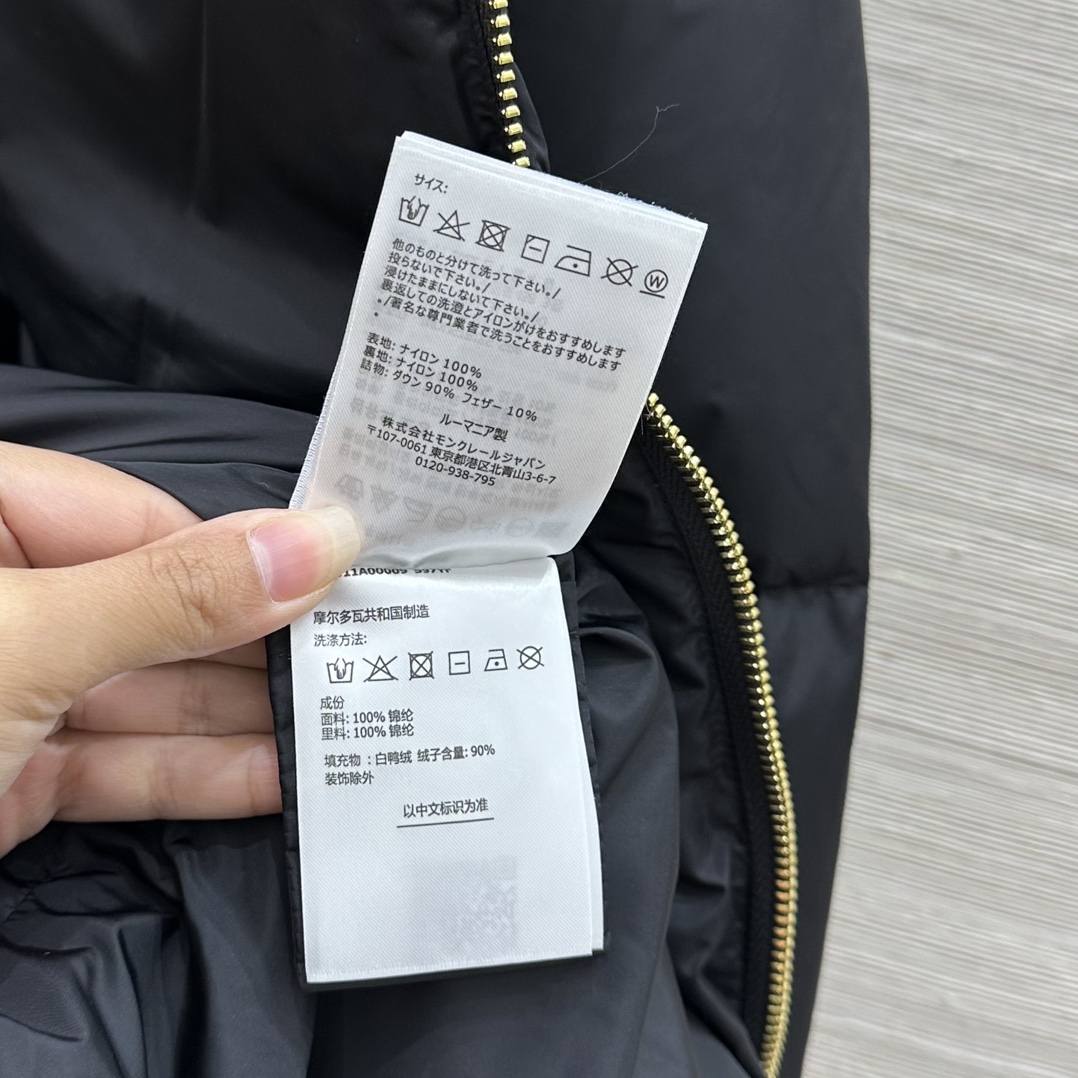 サイズ:
W
他のものと分けて洗って下さい。/
投らないで下さい。/
浸けたままにしないて下さい。/
裏返しての洗澄とアイロンがけをおすすめします
。/著名な尊門業者で洗うことをおすすめします
。
表地: ナイロン 100%
裏地: ナイロン 100%
詰物: ダウン 90% フェザー 10%
ルーマニア製
株式会社モンクレールジャパン
〒107-0061 東京都港区北青山3-6-7
0120-938-795
摩尔多瓦共和国制造
洗涤方法:
成份
面料: 100% 锦纶
里料: 100% 锦纶
填充物 : 白鸭绒 绒子含量: 90%
装饰除外
以中文标识为准